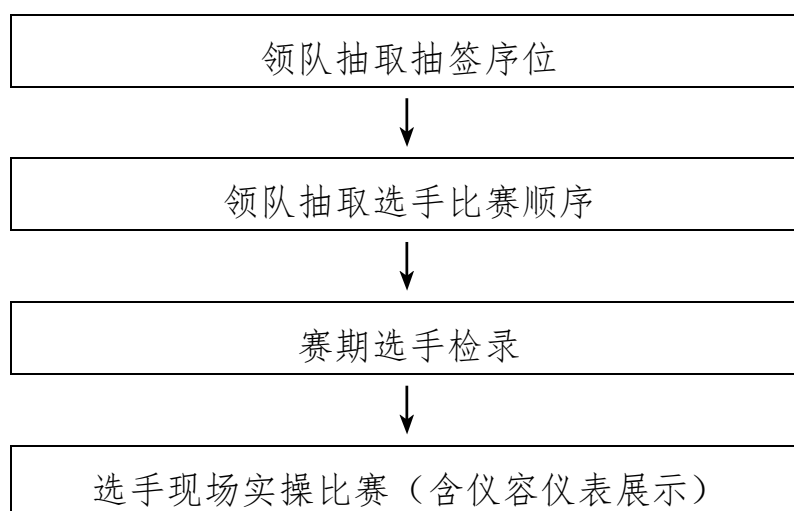 领队抽取抽签序位
领队抽取选手比赛顺序
赛期选手检录
选手现场实操比赛（含仪容仪表展示）